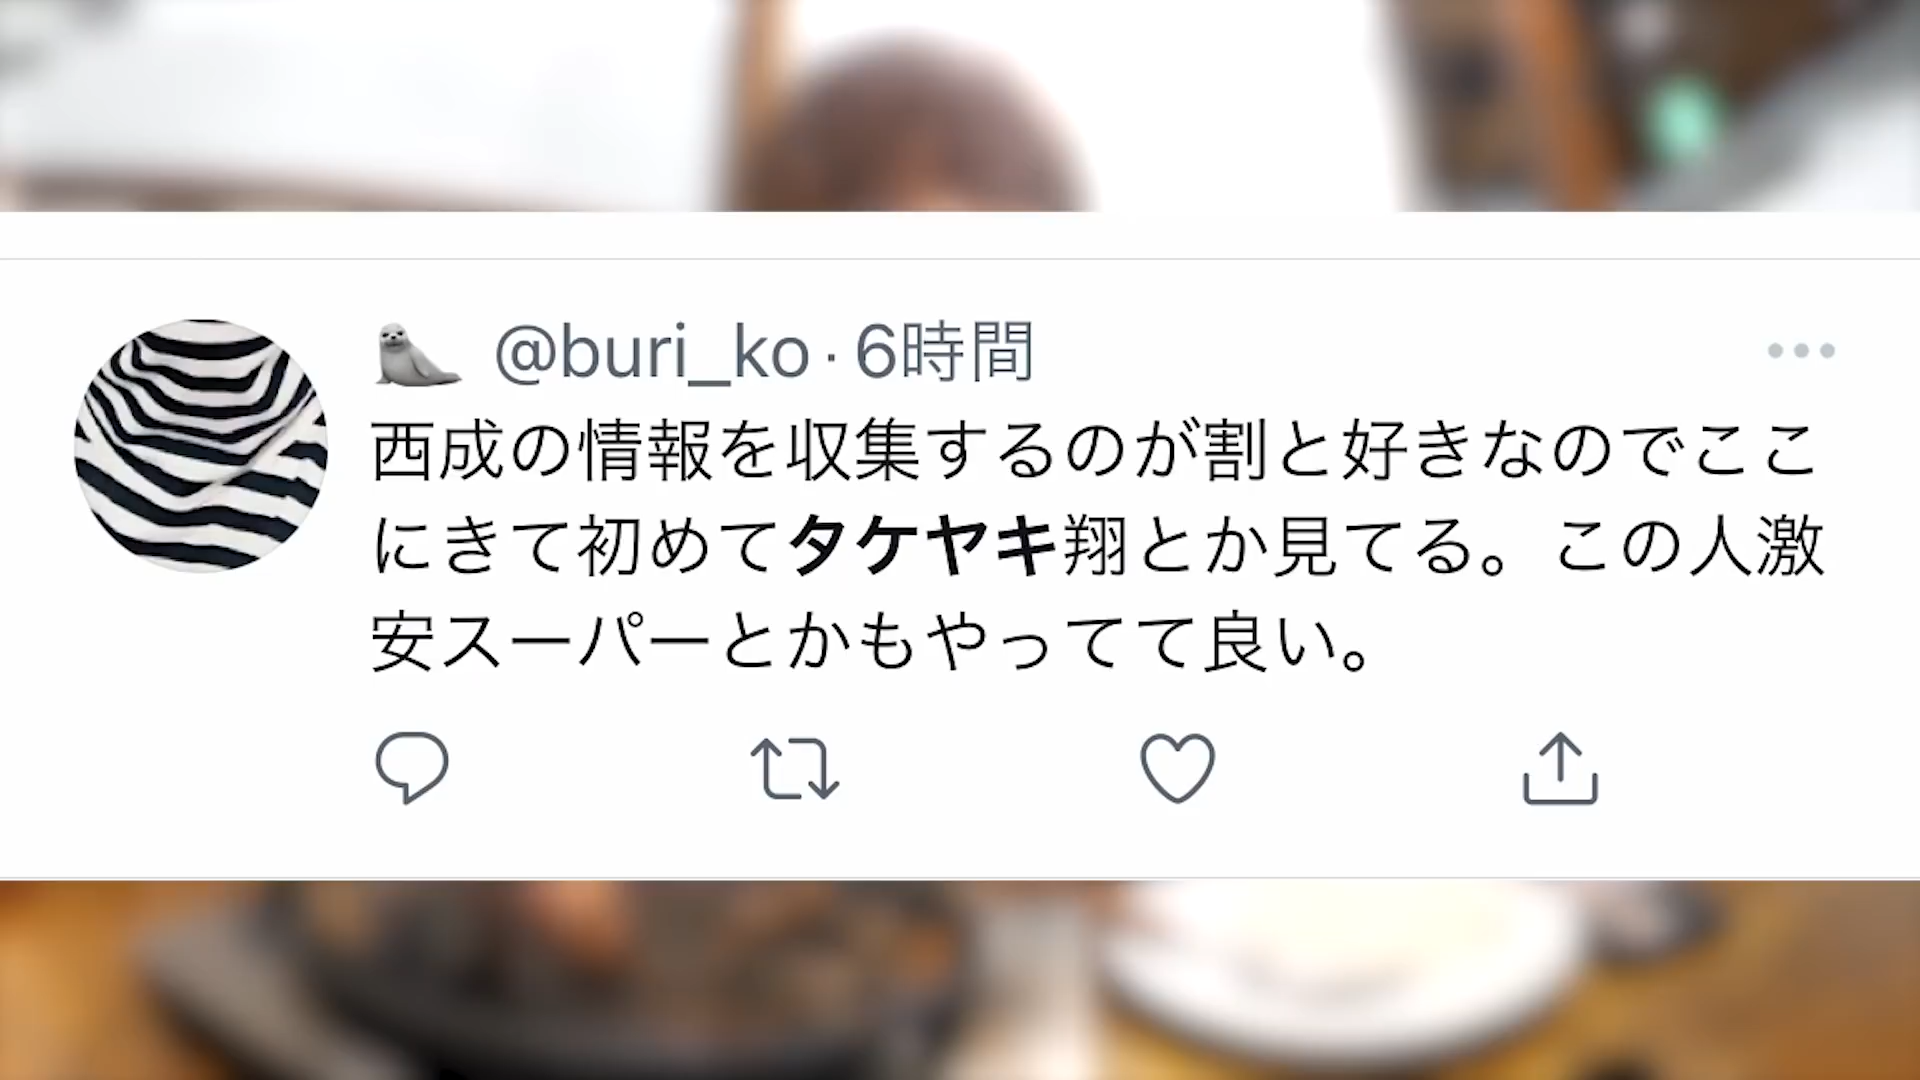 🦭 @buri_ko · 6時間
西成の情報を収集するのが割と好きなのでここ
にきて初めてタケヤキ翔とか見てる。この人激
安スーパーとかもやってて良い。